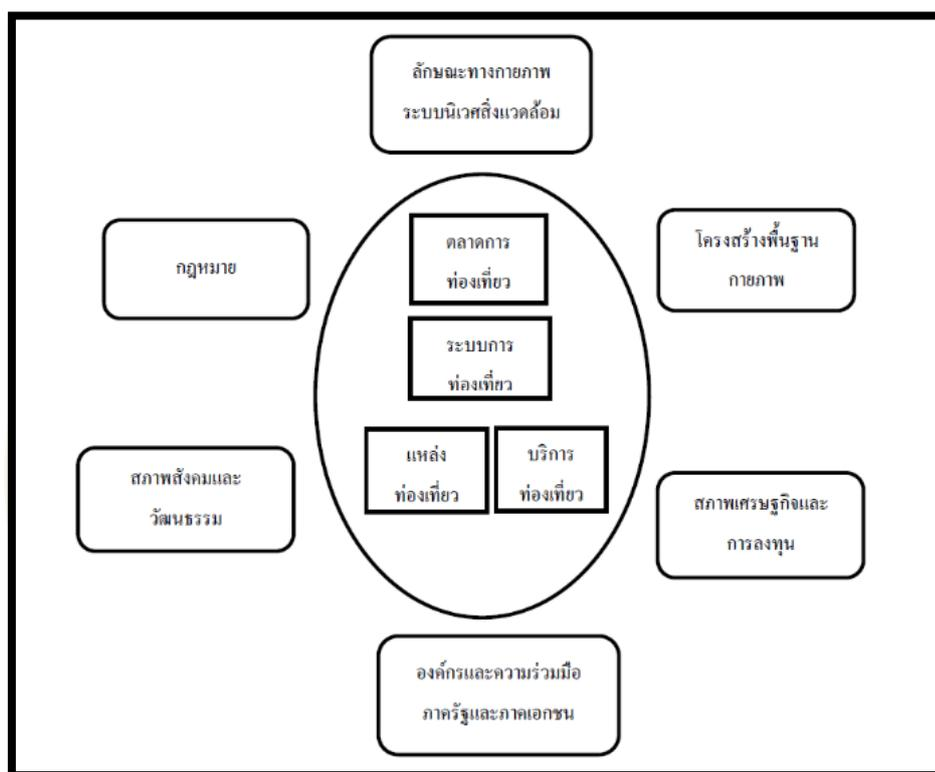 ลักษณะทางกายภาพ
ระบบนิเวศสิ่งแวดล้อม
กฎหมาย
ตลาดการ
ท่องเที่ยว
โครงสร้างพื้นฐาน
กายภาพ
ระบบการ
ท่องเที่ยว
สภาพสังคมและ
วัฒนธรรม
แหล่ง
ท่องเที่ยว
บริการ
ท่องเที่ยว
สภาพเศรษฐกิจและ
การลงทุน
องค์กรและความร่วมมือ
ภาครัฐและภาคเอกชน